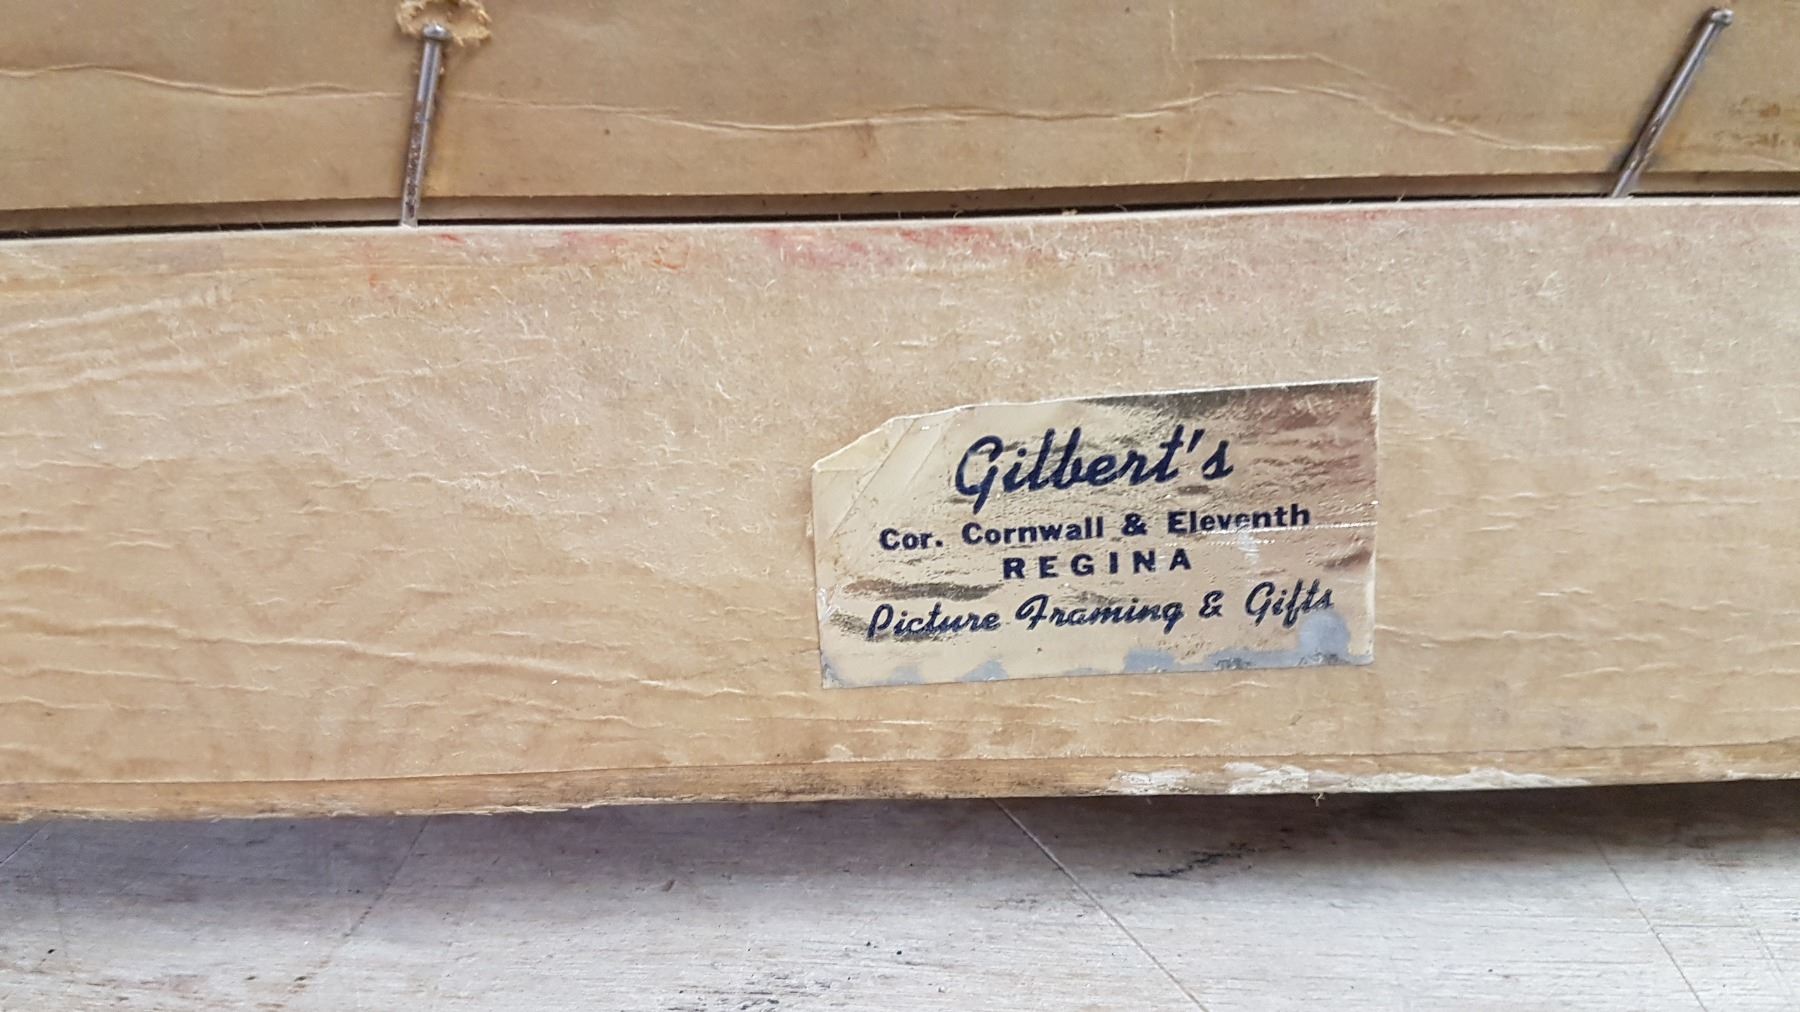 Gilbert's
Cor. Cornwall & Eleventh
REGINA
Picture Framing & Gifts